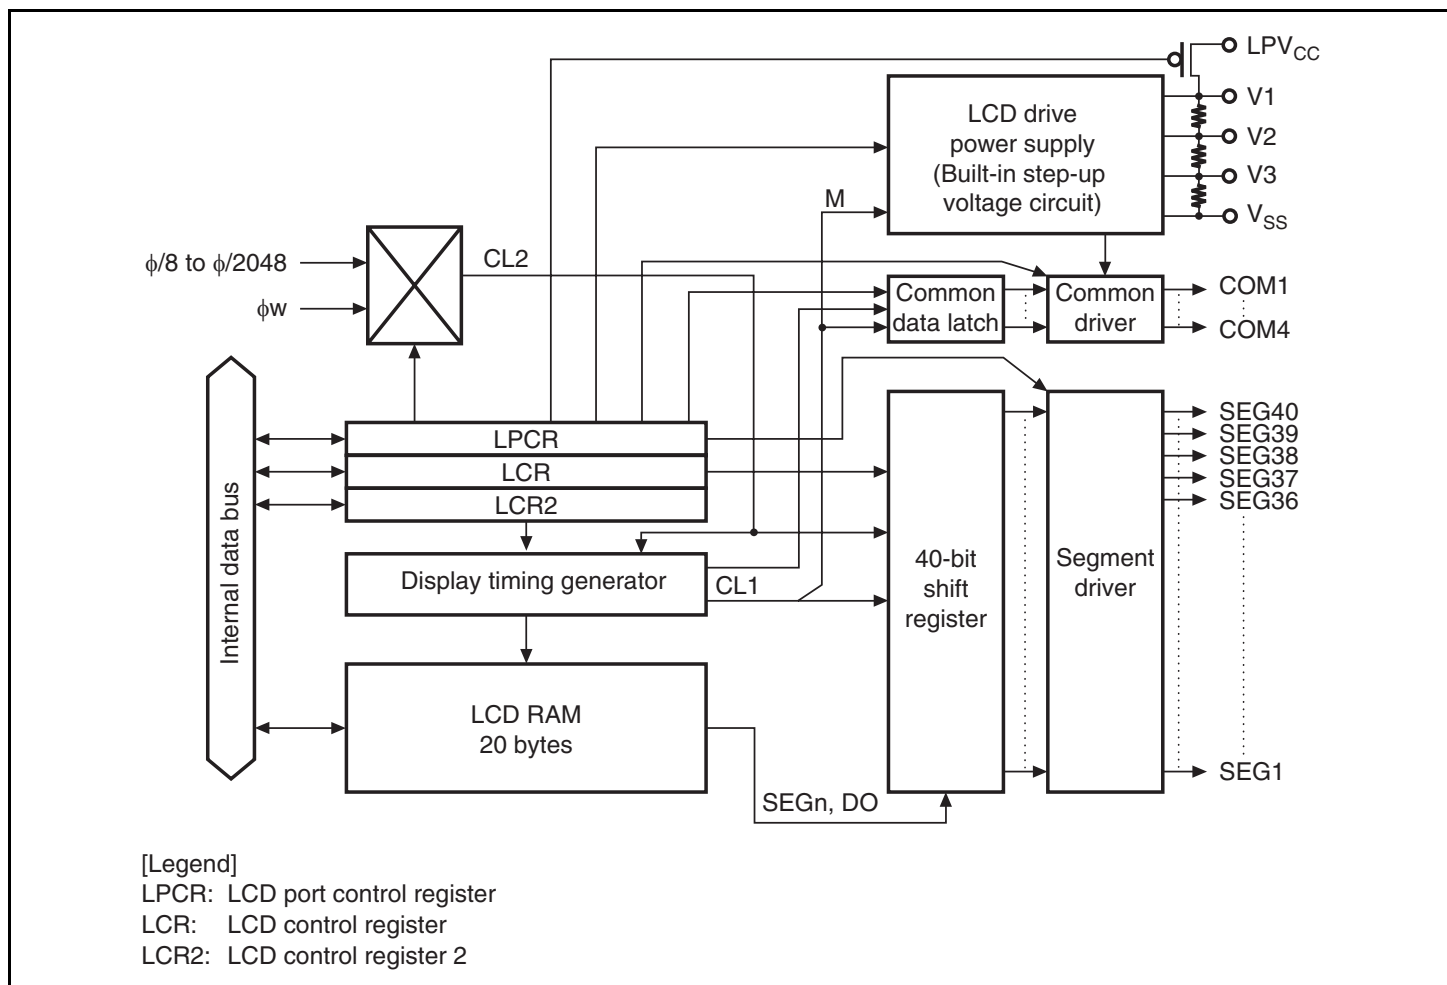 LPVCC
V1
V2
V3
VSS
LCD drive
power supply
(Built-in step-up
voltage circuit)
M
ϕ/8 to ϕ/2048
ϕw
CL2
Common
data latch
Common
driver
COM1
COM4
Internal data bus
LPCR
LCR
LCR2
Display timing generator
CL1
LCD RAM
20 bytes
SEGn, DO
40-bit
shift
register
Segment
driver
SEG40
SEG39
SEG38
SEG37
SEG36
SEG1
[Legend]
LPCR: LCD port control register
LCR: LCD control register
LCR2: LCD control register 2